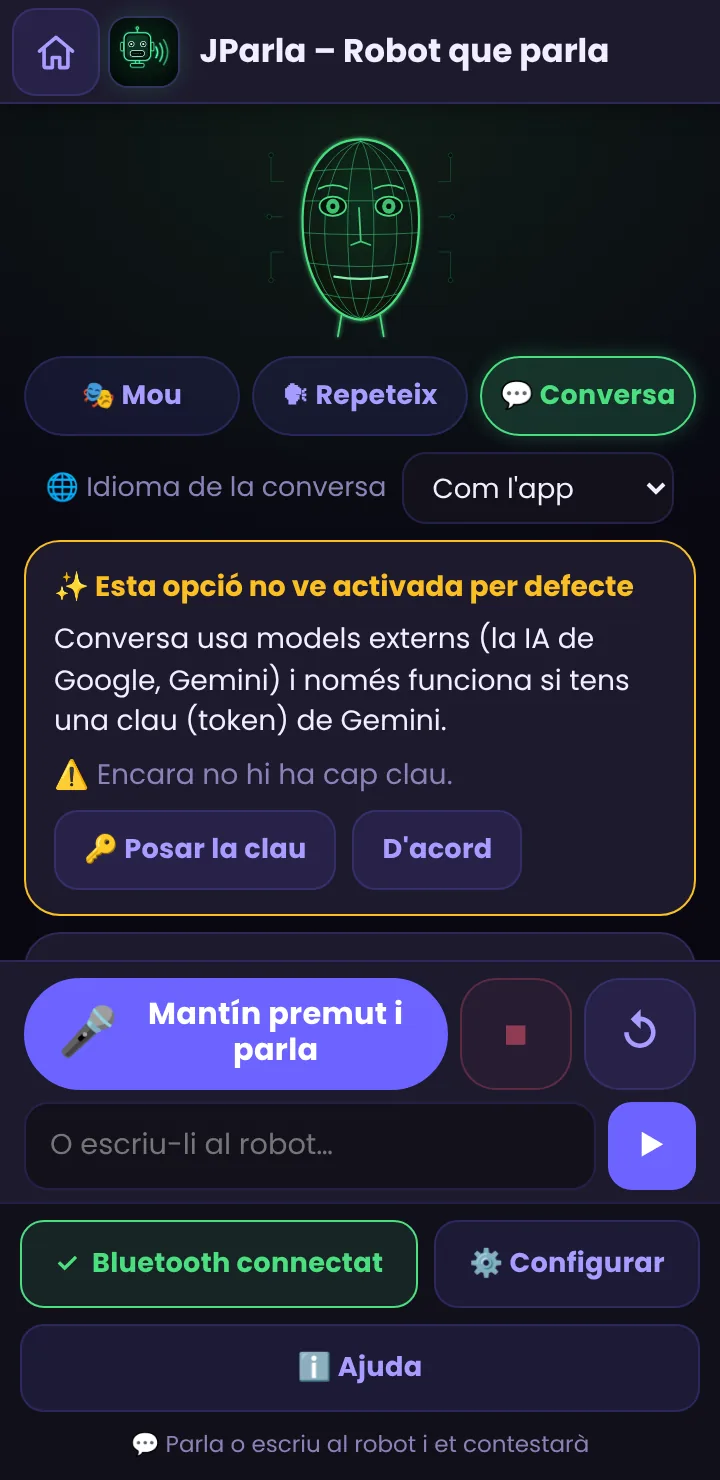 JParla – Robot que parla
🎭 Mou
🗣 Repeteix
💬 Conversa
🌐 Idioma de la conversa
Com l'app
✨ Esta opció no ve activada per defecte
Conversa usa models externs (la IA de
Google, Gemini) i només funciona si tens
una clau (token) de Gemini.
⚠️ Encara no hi ha cap clau.
🔑 Posar la clau
D'acord
🎤 Mantín premut i
parla
O escriu-li al robot...
✓ Bluetooth connectat
⚙️ Configurar
ℹ️ Ajuda
💬 Parla o escriu al robot i et contestarà